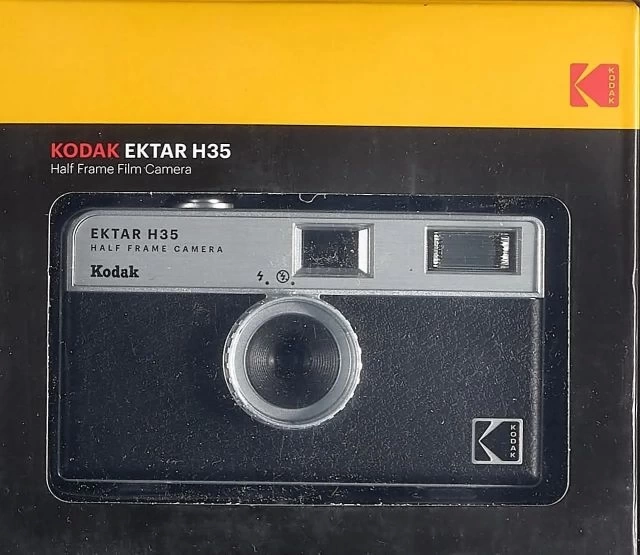 KODAK
KODAK EKTAR H35
Half Frame Film Camera
EKTAR H35
HALF FRAME CAMERA
Kodak
KODAK